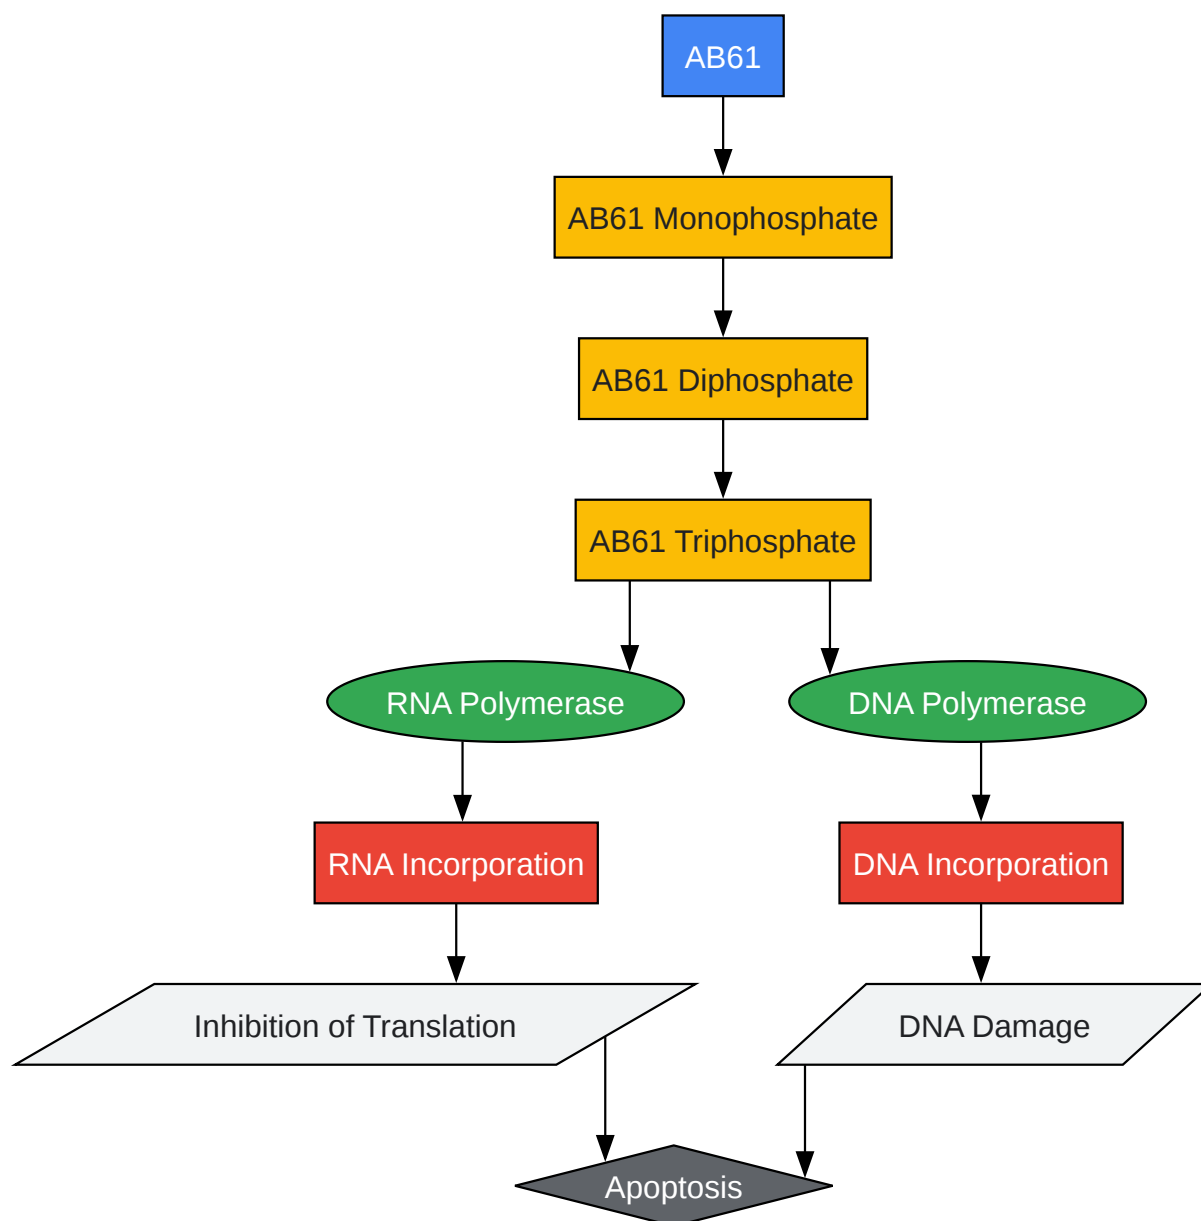 AB61
AB61 Monophosphate
AB61 Diphosphate
AB61 Triphosphate
RNA Polymerase
DNA Polymerase
RNA Incorporation
DNA Incorporation
Inhibition of Translation
DNA Damage
Apoptosis